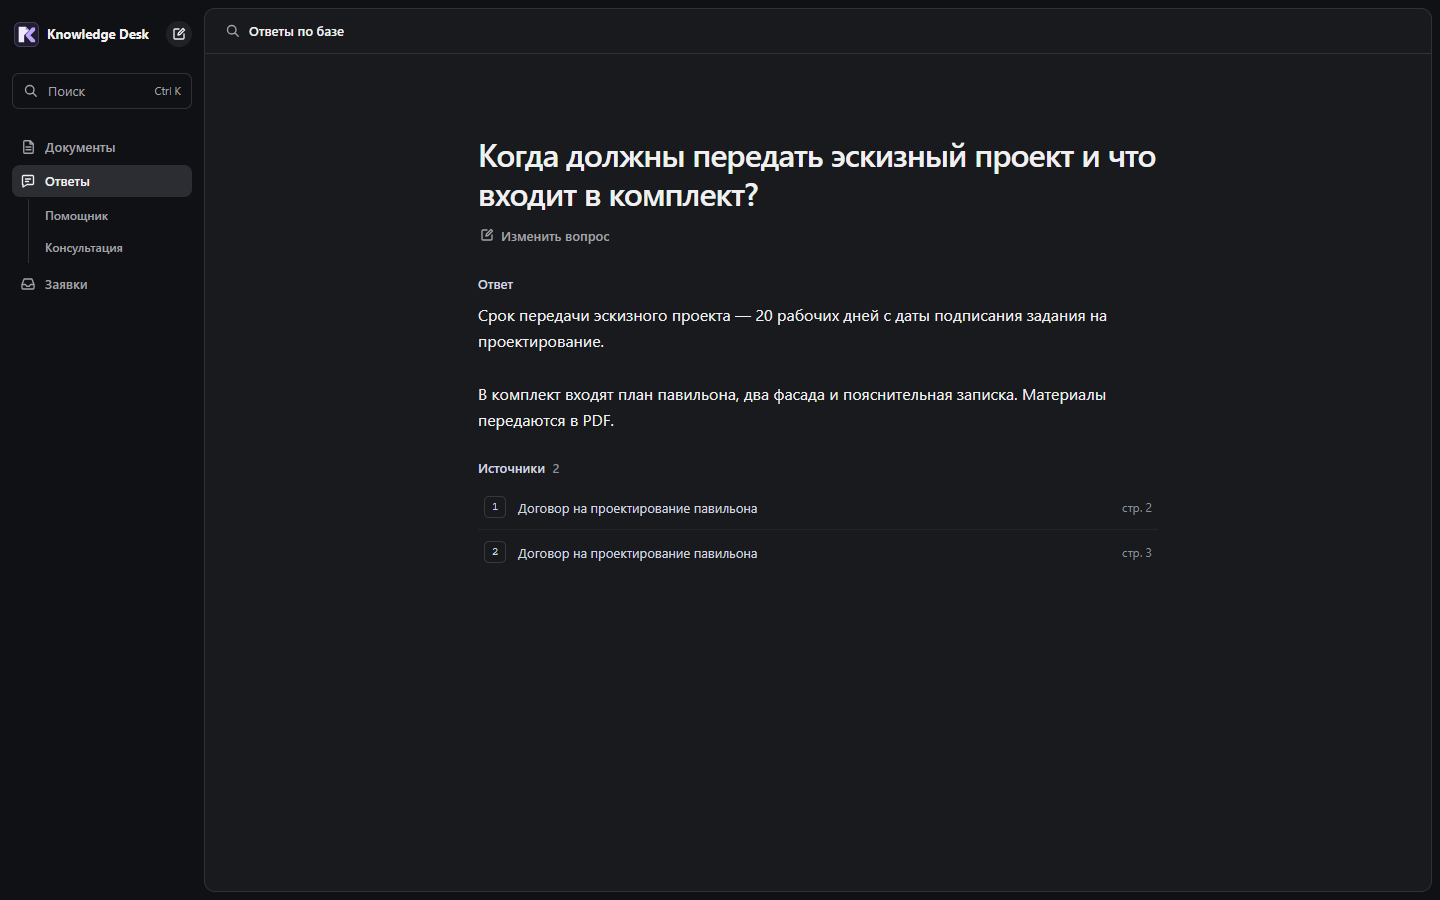 Knowledge Desk
Поиск
Ctrl K
Документы
Ответы
Помощник
Консультация
Заявки
Ответы по базе
Когда должны передать эскизный проект и что
входит в комплект?
Изменить вопрос
Ответ
Срок передачи эскизного проекта — 20 рабочих дней с даты подписания задания на
проектирование.
В комплект входят план павильона, два фасада и пояснительная записка. Материалы
передаются в PDF.
Источники 2
1 Договор на проектирование павильона стр. 2
2 Договор на проектирование павильона стр. 3